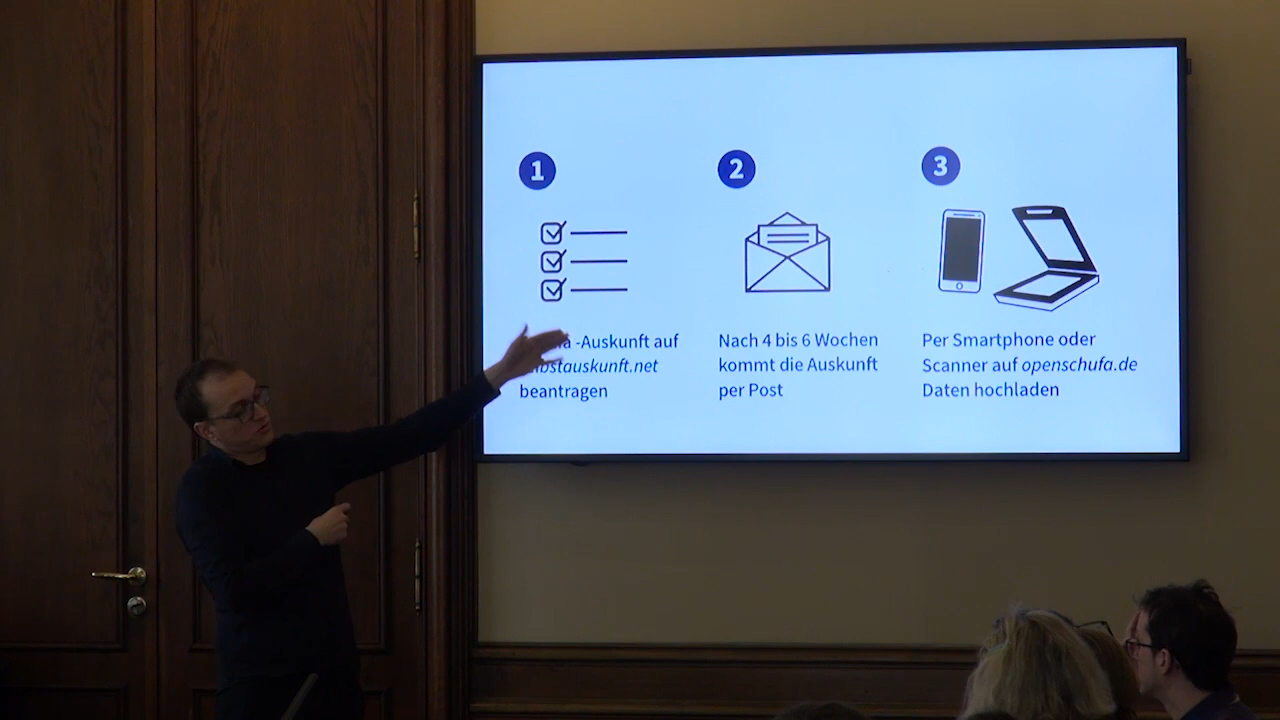 1
2
3
-Auskunft auf
beantragen
Nach 4 bis 6 Wochen
kommt die Auskunft
per Post
Per Smartphone oder
Scanner auf openschufa.de
Daten hochladen